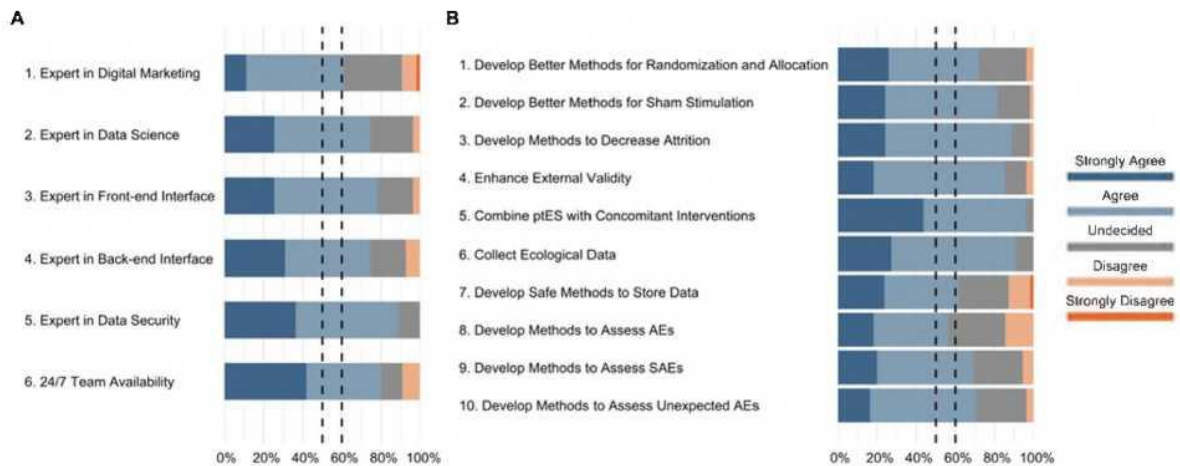 A
1. Expert in Digital Marketing
2. Expert in Data Science
3. Expert in Front-end Interface
4. Expert in Back-end Interface
5. Expert in Data Security
6. 24/7 Team Availability
0% 20% 40% 60% 80% 100%
B
1. Develop Better Methods for Randomization and Allocation
2. Develop Better Methods for Sham Stimulation
3. Develop Methods to Decrease Attrition
4. Enhance External Validity
5. Combine ptES with Concomitant Interventions
6. Collect Ecological Data
7. Develop Safe Methods to Store Data
8. Develop Methods to Assess AEs
9. Develop Methods to Assess SAEs
10. Develop Methods to Assess Unexpected AEs
0% 20% 40% 60% 80% 100%
Strongly Agree
Agree
Undecided
Disagree
Strongly Disagree